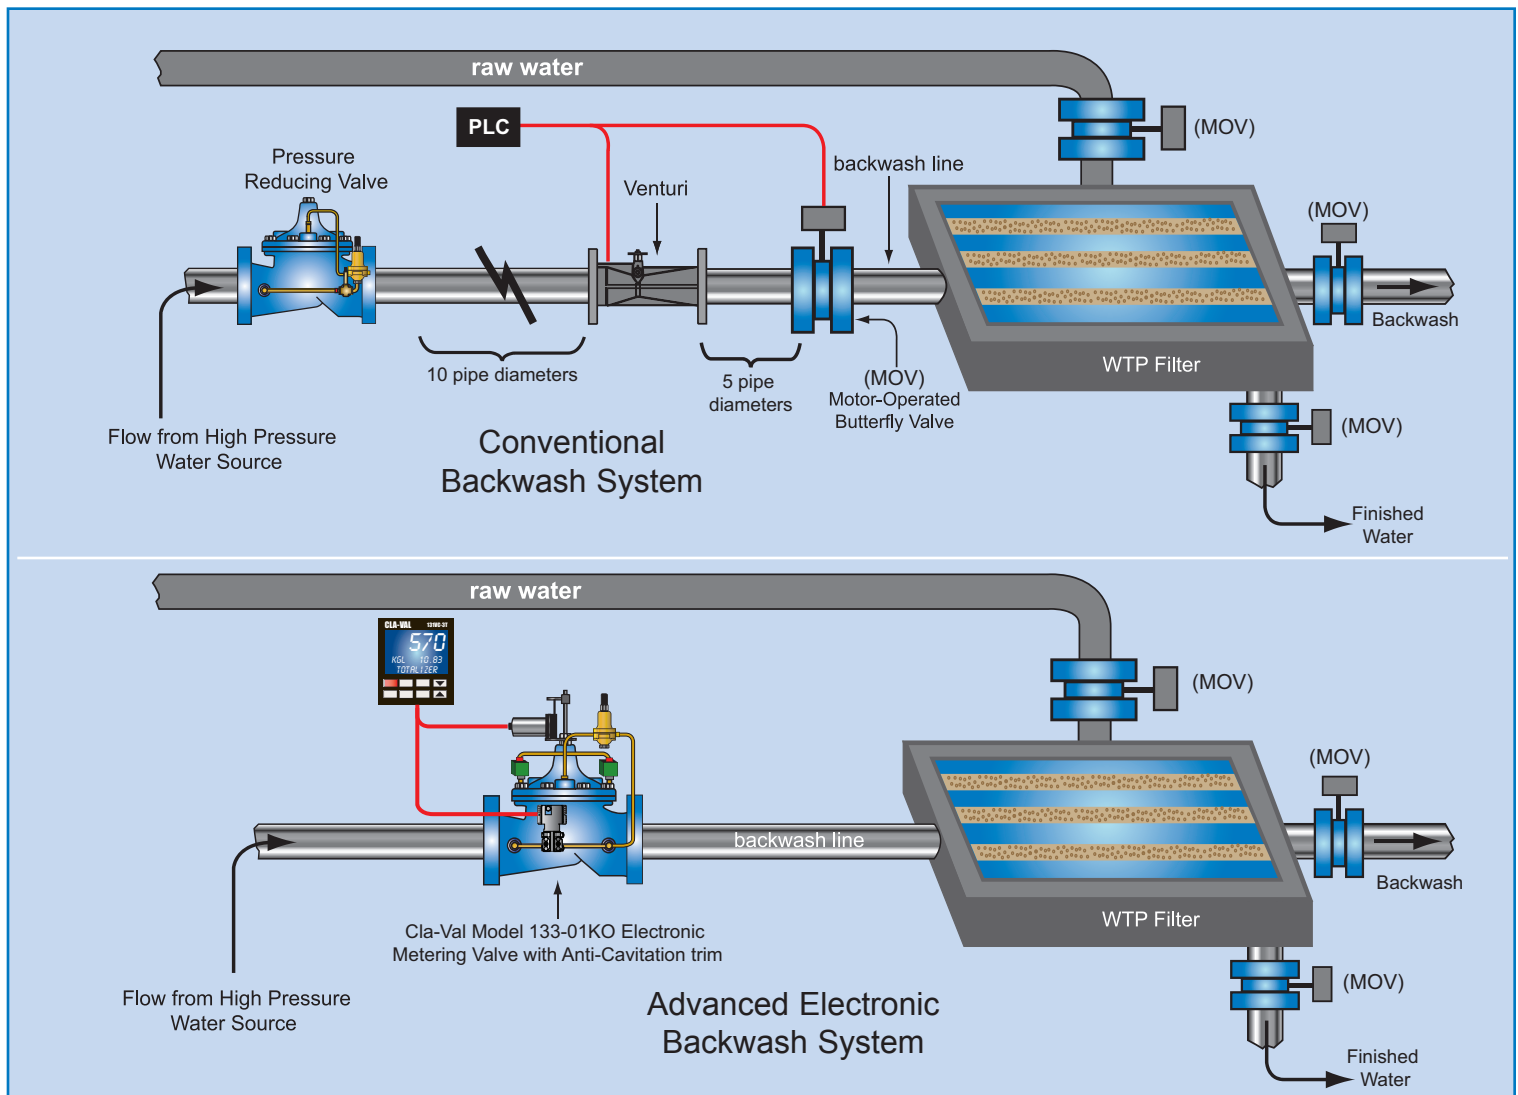 raw water
PLC
(MOV)
Pressure
Reducing Valve
Venturi
backwash line
(MOV)
Backwash
10 pipe diameters
5 pipe
diameters
(MOV)
Motor-Operated
Butterfly Valve
WTP Filter
(MOV)
Flow from High Pressure
Water Source
Conventional
Backwash System
Finished
Water
raw water
CLA-VAL 131VC-3T
570
KGL 10.83
TOTALIZER
(MOV)
(MOV)
backwash line
Backwash
WTP Filter
Cla-Val Model 133-01KO Electronic
Metering Valve with Anti-Cavitation trim
(MOV)
Flow from High Pressure
Water Source
Advanced Electronic
Backwash System
Finished
Water